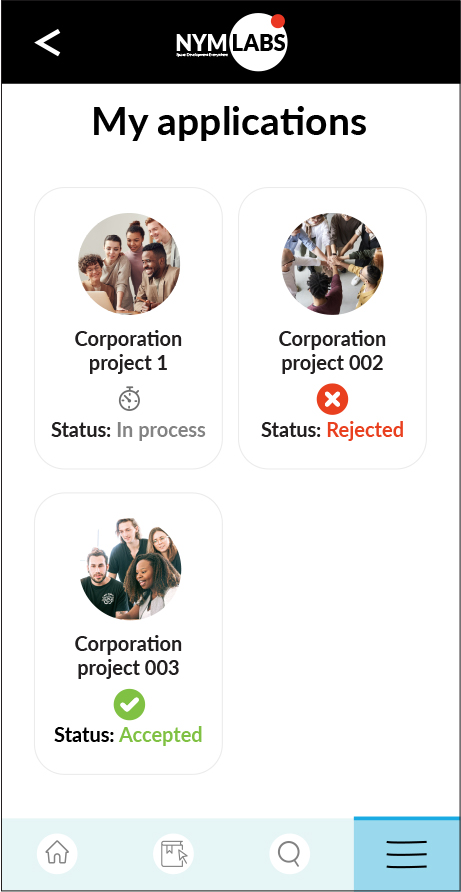 NYM LABS
My applications
Corporation
project 1
Status: In process
Corporation
project 002
Status: Rejected
Corporation
project 003
Status: Accepted